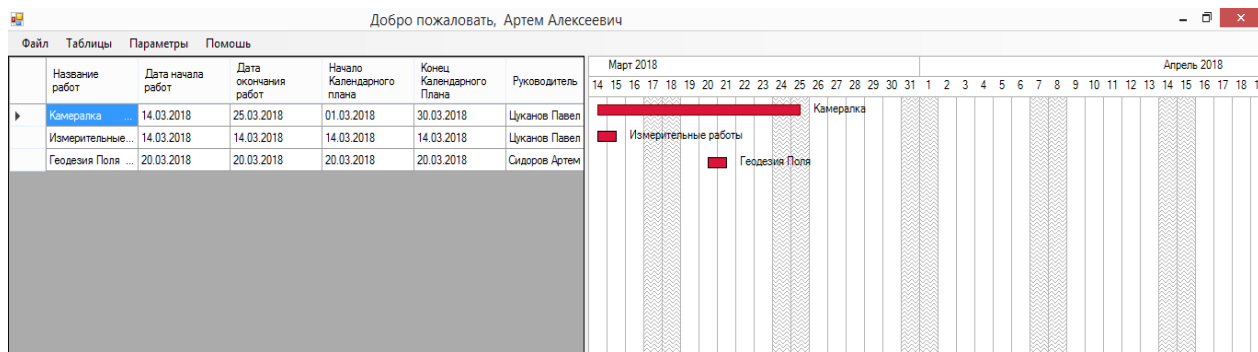 Добро пожаловать, Артем Алексеевич
Файл Таблицы Параметры Помошь
Название работ Дата начала работ Дата окончания работ Начало Календарного плана Конец Календарного Плана Руководитель
Март 2018 Апрель 2018
14 15 16 17 18 19 20 21 22 23 24 25 26 27 28 29 30 31 1 2 3 4 5 6 7 8 9 10 11 12 13 14 15 16 17 18 1
Камералка ... 14.03.2018 25.03.2018 01.03.2018 30.03.2018 Цуканов Павел
Камералка
Измерительные... 14.03.2018 14.03.2018 14.03.2018 14.03.2018 Цуканов Павел
Измерительные работы
Геодезия Поля ... 20.03.2018 20.03.2018 20.03.2018 20.03.2018 Сидоров Артем
Геодезия Поля